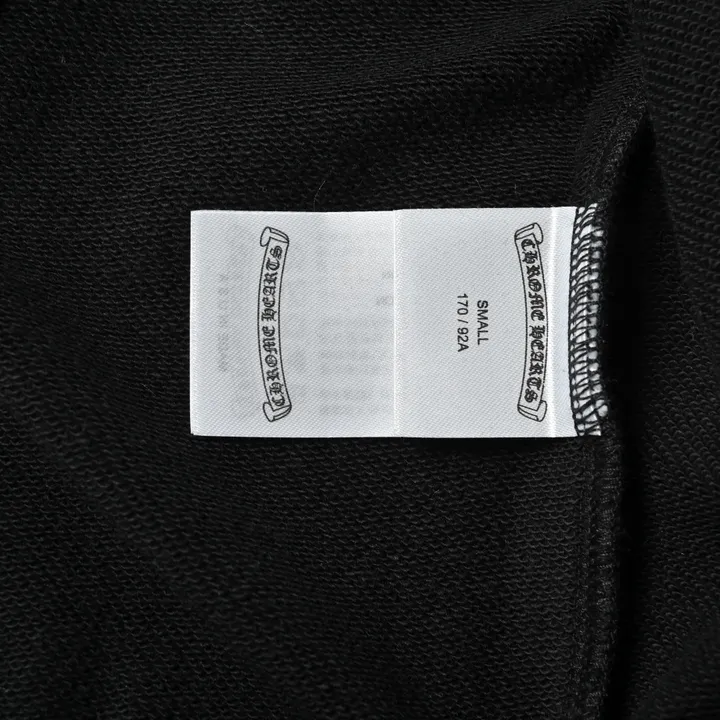 CHROME HEARTS
SMALL
170 / 92A
CHROME HEARTS